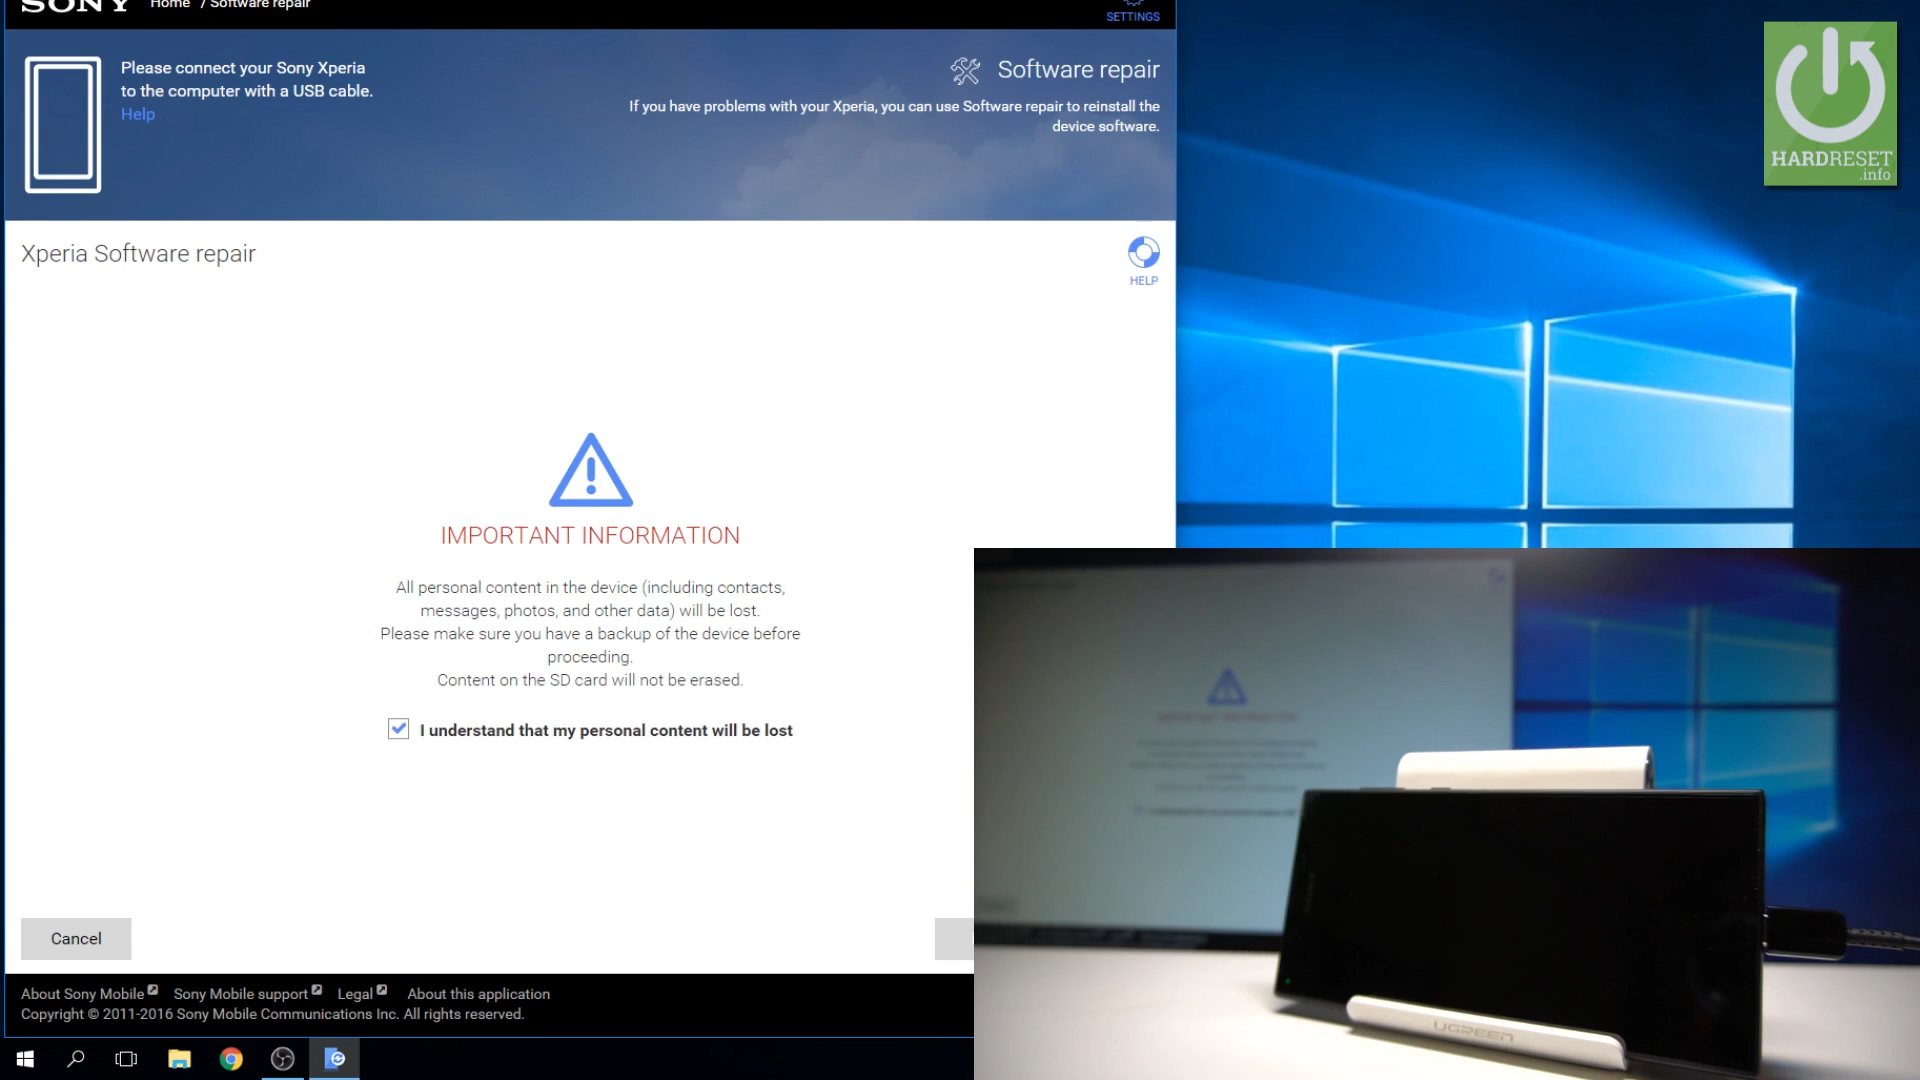 SONY Home / Software repair
SETTINGS
Please connect your Sony Xperia
to the computer with a USB cable.
Help
Software repair
If you have problems with your Xperia, you can use Software repair to reinstall the
device software.
HARDRESET
.info
Xperia Software repair
HELP
IMPORTANT INFORMATION
All personal content in the device (including contacts,
messages, photos, and other data) will be lost.
Please make sure you have a backup of the device before
proceeding.
Content on the SD card will not be erased.
I understand that my personal content will be lost
Cancel
About Sony Mobile Sony Mobile support Legal About this application
Copyright © 2011-2016 Sony Mobile Communications Inc. All rights reserved.
SONY
UGREEN